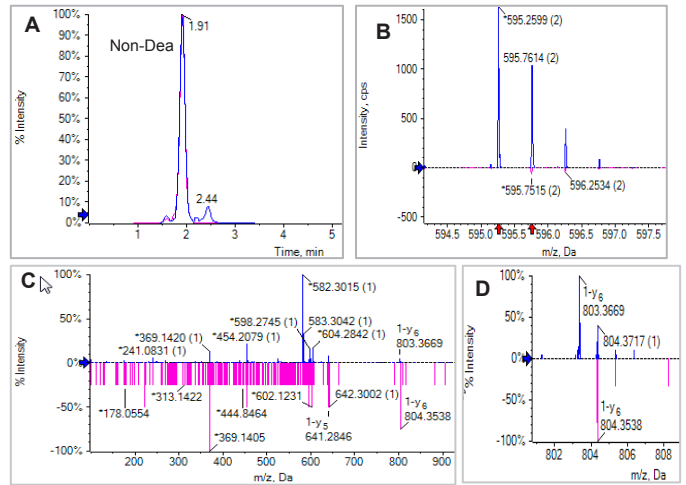 A
Non-Dea
1.91
2.44
100%
90%
80%
70%
60%
50%
40%
30%
20%
10%
0%
% Intensity
1 2 3 4 5
Time, min
B
*595.2599 (2)
595.7614 (2)
*595.7515 (2)
596.2534 (2)
1500
1000
500
0
-500
Intensity, cps
594.5 595.0 595.5 596.0 596.5 597.0 597.5
m/z, Da
C
*582.3015 (1)
*598.2745 (1)
583.3042 (1)
*369.1420 (1)
*454.2079 (1)
*604.2842 (1)
*241.0831 (1)
1-y6
803.3669
*313.1422
*602.1231
642.3002 (1)
*178.0554
*444.8464
1-y6
804.3538
1-y5
641.2846
*369.1405
100%
50%
0%
-50%
-100%
% Intensity
200 300 400 500 600 700 800 900
m/z, Da
D
1-y6
803.3669
804.3717 (1)
1-y6
804.3538
100%
50%
0%
-50%
-100%
% Intensity
802 804 806 808
m/z, Da